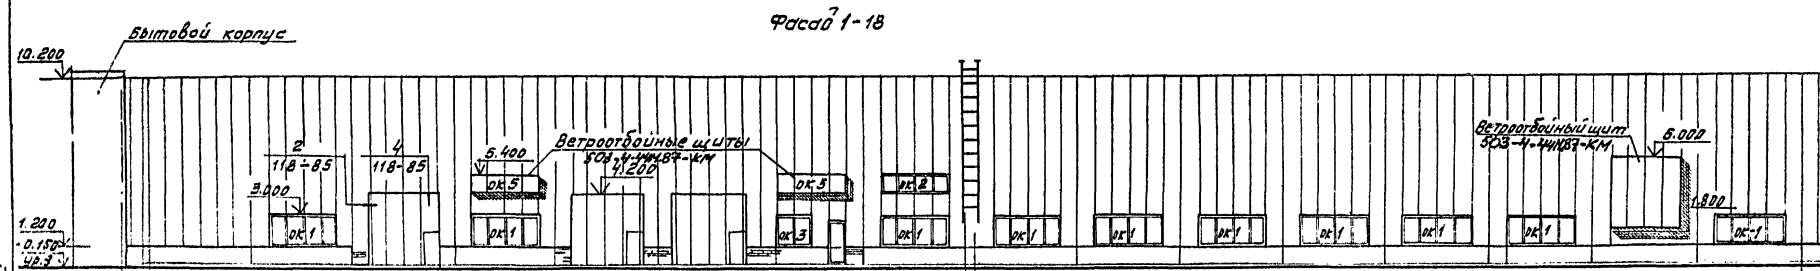 Фасад 1-18
Бытовой корпус
10.200
2
118-85
4
118-85
5.400
Ветроотбойные щиты
503-4-44.87-КМ
4.200
3.000
Ветроотбойный щит
503-4-44.87-КМ
6.000
1.800
ОК 5
ОК 5
ОК 2
ОК 1
ОК 1
ОК 3
ОК 1
ОК 1
ОК 1
ОК 1
ОК 1
ОК 1
ОК 1
ОК-1
1.200
-0.150
ур.з